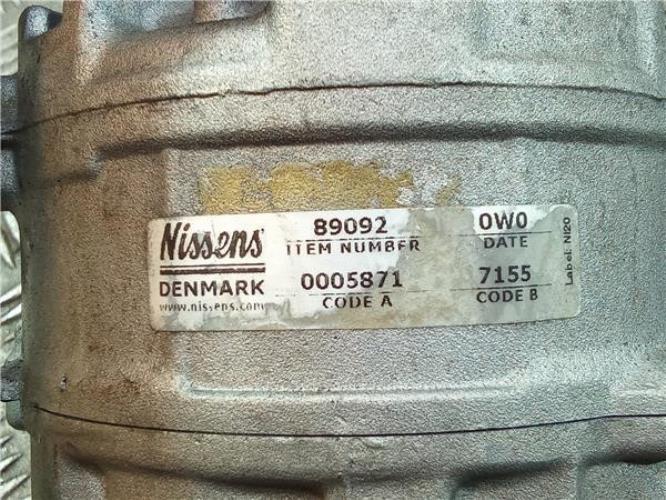 Nissens 89092 0W0
ITEM NUMBER DATE
DENMARK 0005871 7155
www.nissens.com CODE A CODE B
Label: NI20